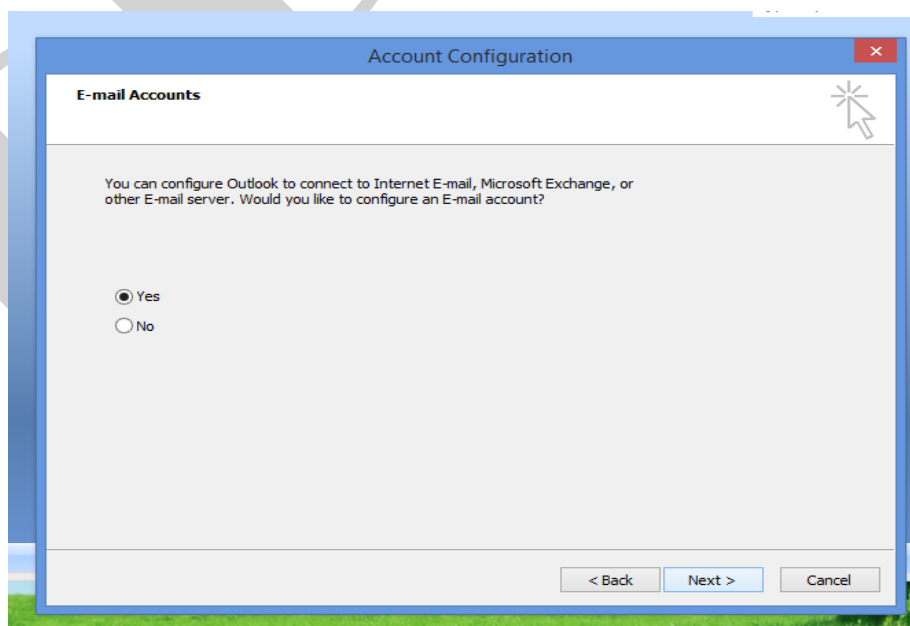 Account Configuration
E-mail Accounts
You can configure Outlook to connect to Internet E-mail, Microsoft Exchange, or
other E-mail server. Would you like to configure an E-mail account?
Yes
No
< Back Next > Cancel